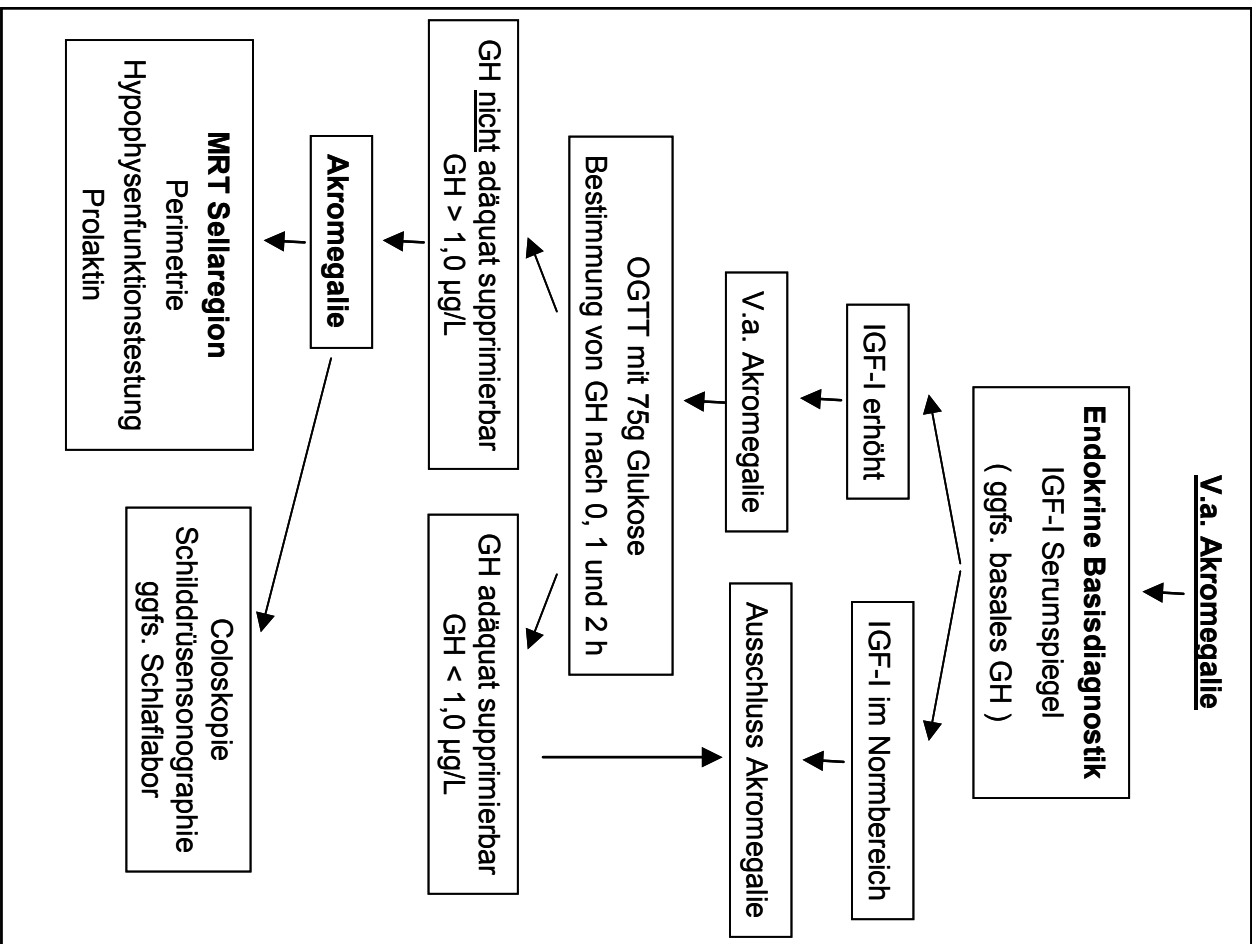 V.a. Akromegalie
Endokrine Basisdiagnostik
IGF-I Serumspiegel
( ggfs. basales GH )
IGF-I erhöht
IGF-I im Normbereich
V.a. Akromegalie
Ausschluss Akromegalie
OGTT mit 75g Glukose
Bestimmung von GH nach 0, 1 und 2 h
GH nicht adäquat supprimierbar
GH > 1,0 µg/L
GH adäquat supprimierbar
GH < 1,0 µg/L
Akromegalie
MRT Sellaregion
Perimetrie
Hypophysenfunktionstestung
Prolaktin
Coloskopie
Schilddrüsensonographie
ggfs. Schlaflabor